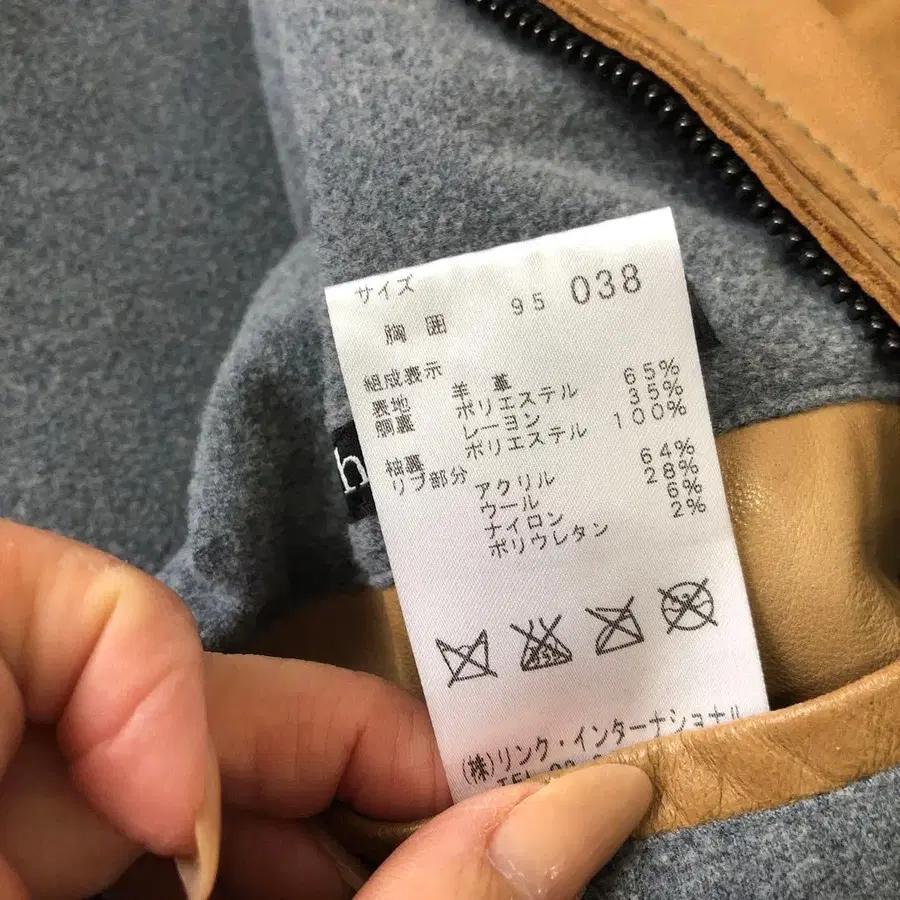 サイズ 038
胸囲 95
組成表示
表地 羊革
胴裏 ポリエステル 65%
レーヨン 35%
袖裏 ポリエステル 100%
リブ部分 アクリル 64%
ウール 28%
ナイロン 6%
ポリウレタン 2%
(株)リンク・インターナショナル
TEL
h